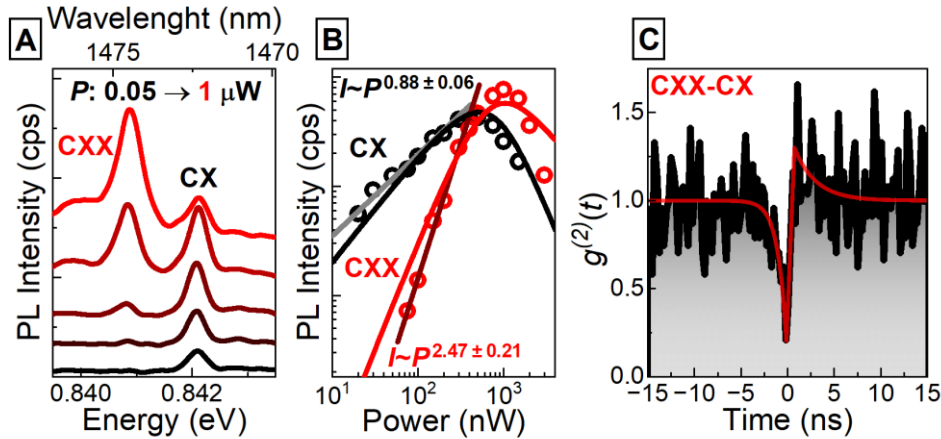 A
Wavelenght (nm)
1475 1470
P: 0.05 → 1 μW
CXX
CX
PL Intensity (cps)
0.840 0.842
Energy (eV)
B
I~P^0.88 ± 0.06
CX
CXX
I~P^2.47 ± 0.21
PL Intensity (cps)
10^1 10^2 10^3
Power (nW)
C
CXX-CX
g^(2)(t)
1.5
1.0
0.5
0.0
−15 −10 −5 0 5 10 15
Time (ns)